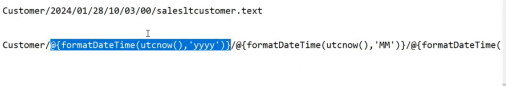 Customer/2024/01/28/10/03/00/salesltcustomer.text
Customer/@{formatDateTime(utcnow(),'yyyy')}/@{formatDateTime(utcnow(),'MM')}/@{formatDateTime(